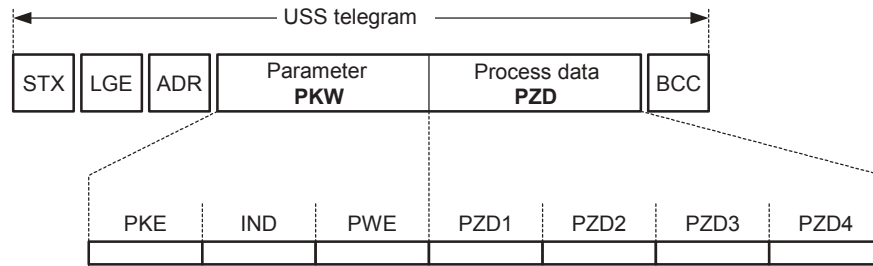 USS telegram
STX LGE ADR Parameter Process data BCC
PKW PZD
PKE IND PWE PZD1 PZD2 PZD3 PZD4